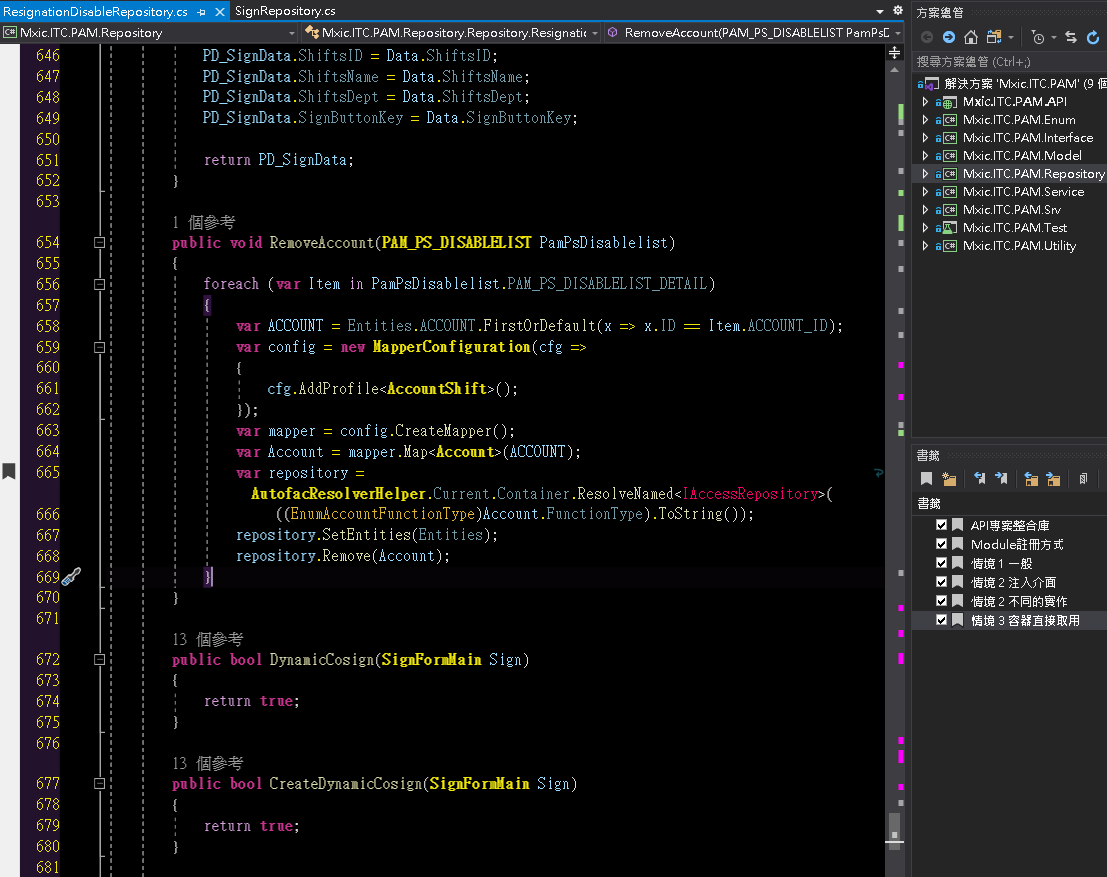 ResignationDisableRepository.cs
SignRepository.cs
Mxic.ITC.PAM.Repository
Mxic.ITC.PAM.Repository.Repository.Resignatic
RemoveAccount(PAM_PS_DISABLELIST PamPsD
646 PD_SignData.ShiftsID = Data.ShiftsID;
647 PD_SignData.ShiftsName = Data.ShiftsName;
648 PD_SignData.ShiftsDept = Data.ShiftsDept;
649 PD_SignData.SignButtonKey = Data.SignButtonKey;
650
651 return PD_SignData;
652 }
653
1 個參考
654 public void RemoveAccount(PAM_PS_DISABLELIST PamPsDisablelist)
655 {
656 foreach (var Item in PamPsDisablelist.PAM_PS_DISABLELIST_DETAIL)
657 {
658 var ACCOUNT = Entities.ACCOUNT.FirstOrDefault(x => x.ID == Item.ACCOUNT_ID);
659 var config = new MapperConfiguration(cfg =>
660 {
661 cfg.AddProfile<AccountShift>();
662 });
663 var mapper = config.CreateMapper();
664 var Account = mapper.Map<Account>(ACCOUNT);
665 var repository =
AutofacResolverHelper.Current.Container.ResolveNamed<IAccessRepository>(
666 ((EnumAccountFunctionType)Account.FunctionType).ToString());
667 repository.SetEntities(Entities);
668 repository.Remove(Account);
669 }
670 }
671
13 個參考
672 public bool DynamicCosign(SignFormMain Sign)
673 {
674 return true;
675 }
676
13 個參考
677 public bool CreateDynamicCosign(SignFormMain Sign)
678 {
679 return true;
680 }
681
方案總管
搜尋方案總管 (Ctrl+;)
解決方案 'Mxic.ITC.PAM' (9 個
Mxic.ITC.PAM.API
Mxic.ITC.PAM.Enum
Mxic.ITC.PAM.Interface
Mxic.ITC.PAM.Model
Mxic.ITC.PAM.Repository
Mxic.ITC.PAM.Service
Mxic.ITC.PAM.Srv
Mxic.ITC.PAM.Test
Mxic.ITC.PAM.Utility
書籤
書籤
API專案整合庫
Module註冊方式
情境 1 一般
情境 2 注入介面
情境 2 不同的實作
情境 3 容器直接取用